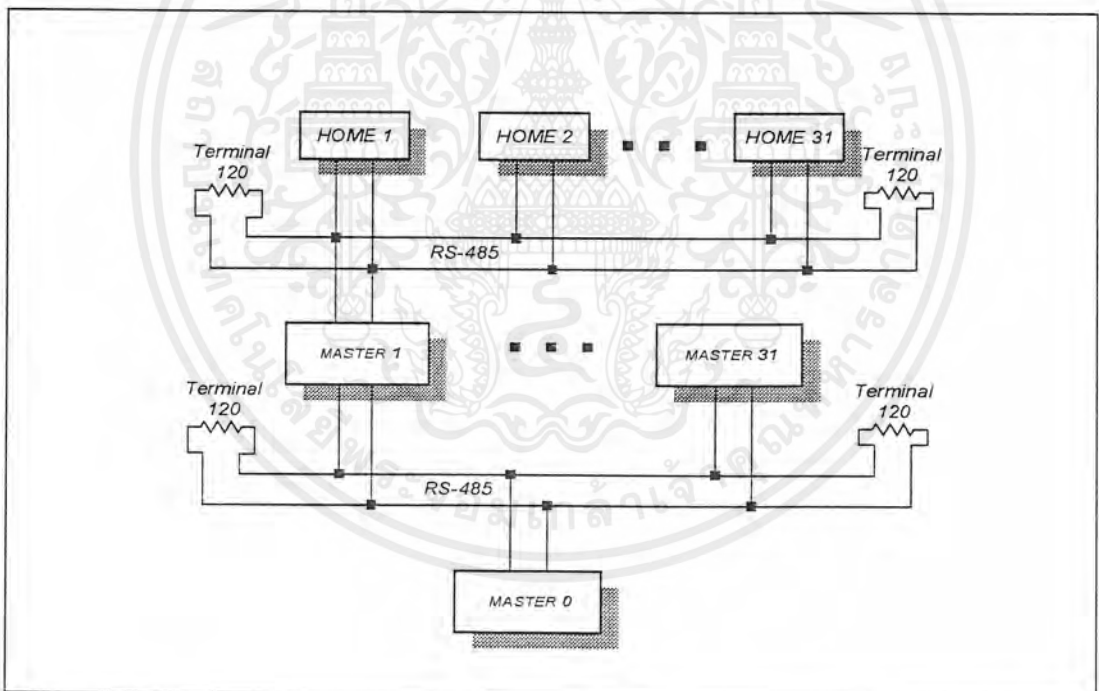 HOME 1
HOME 2
HOME 31
Terminal
120
Terminal
120
RS-485
MASTER 1
MASTER 31
Terminal
120
Terminal
120
RS-485
MASTER 0